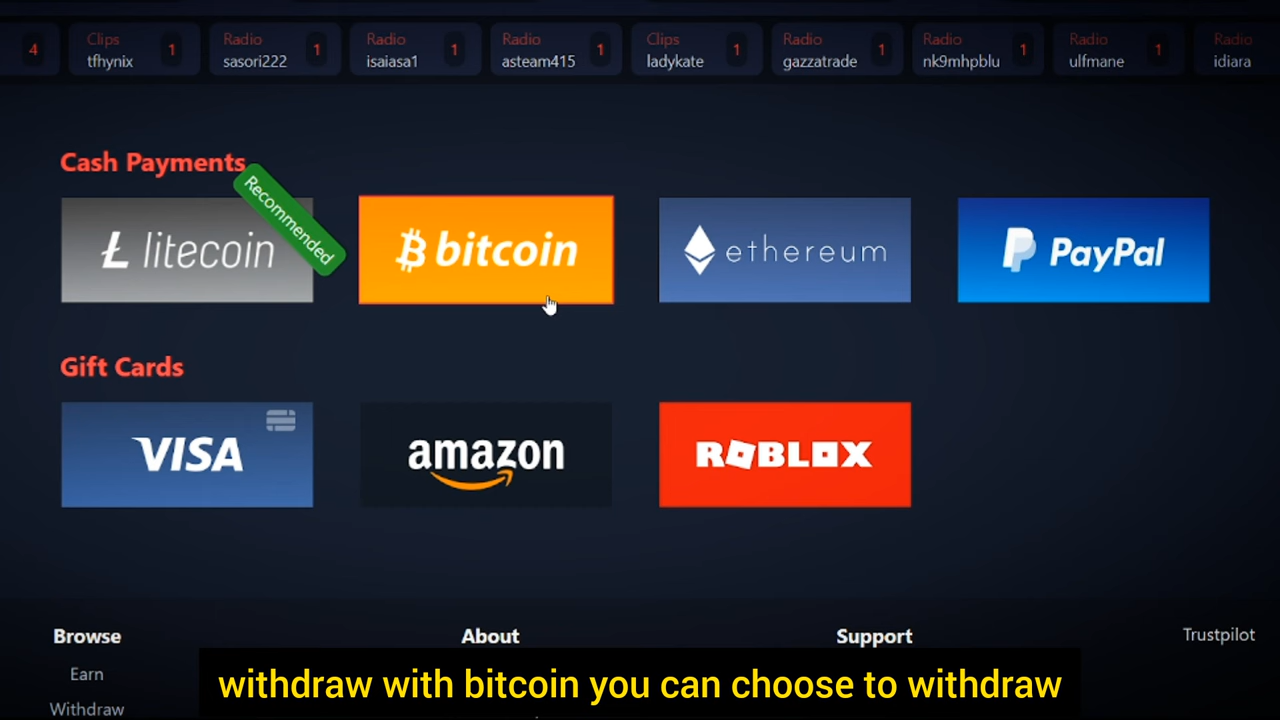 4
Clips
tfhynix
1
Radio
sasori222
1
Radio
isaiasa1
1
Radio
asteam415
1
Clips
ladykate
1
Radio
gazzatrade
1
Radio
nk9mhpblu
1
Radio
ulfmane
1
Radio
idiara
Cash Payments
Recommended
litecoin
bitcoin
ethereum
PayPal
Gift Cards
VISA
amazon
ROBLOX
Browse
About
Support
Trustpilot
Earn
Withdraw
withdraw with bitcoin you can choose to withdraw